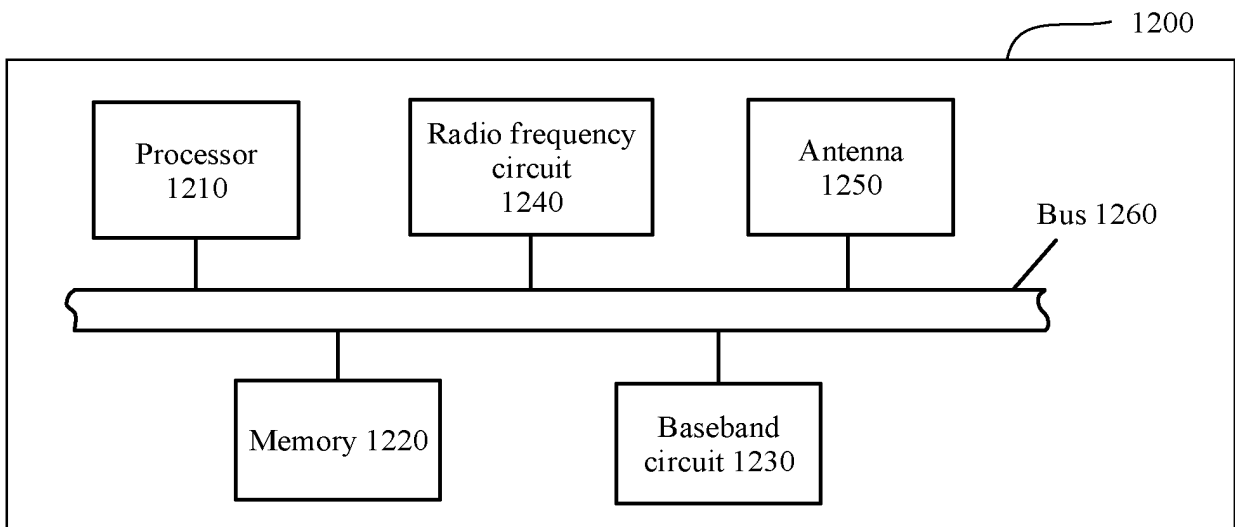 1200
Processor
1210
Radio frequency
circuit
1240
Antenna
1250
Bus 1260
Memory 1220
Baseband
circuit 1230